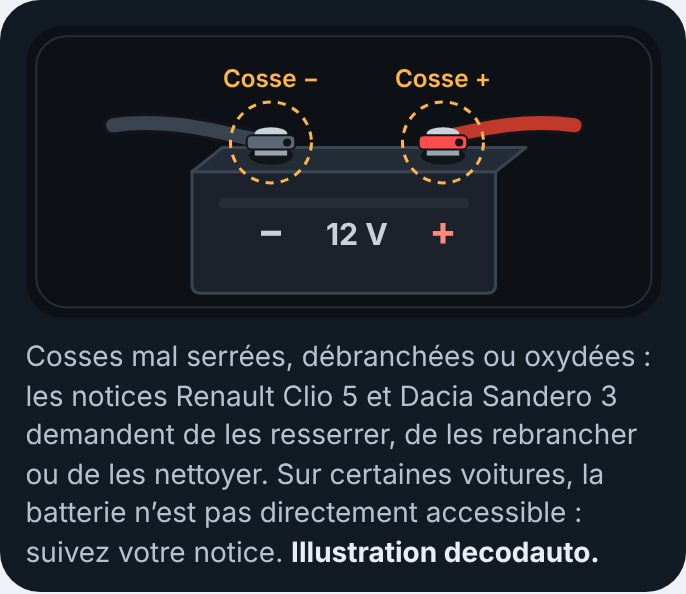 Cosse – Cosse +
– 12 V +
Cosses mal serrées, débranchées ou oxydées :
les notices Renault Clio 5 et Dacia Sandero 3
demandent de les resserrer, de les rebrancher
ou de les nettoyer. Sur certaines voitures, la
batterie n’est pas directement accessible :
suivez votre notice. Illustration decodauto.